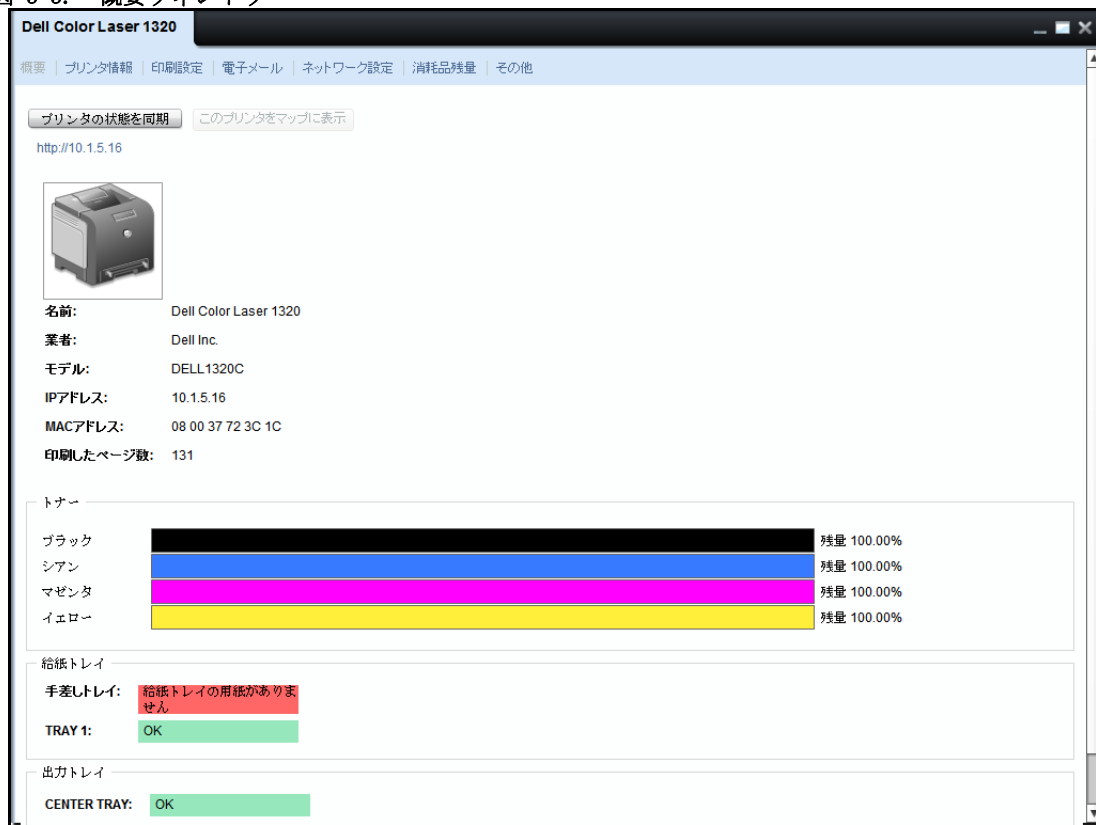 Dell Color Laser 1320
概要 | プリンタ情報 | 印刷設定 | 電子メール | ネットワーク設定 | 消耗品残量 | その他
プリンタの状態を同期 このプリンタをマップに表示
http://10.1.5.16
名前: Dell Color Laser 1320
業者: Dell Inc.
モデル: DELL1320C
IPアドレス: 10.1.5.16
MACアドレス: 08 00 37 72 3C 1C
印刷したページ数: 131
トナー
ブラック 残量 100.00%
シアン 残量 100.00%
マゼンタ 残量 100.00%
イエロー 残量 100.00%
給紙トレイ
手差しトレイ: 給紙トレイの用紙がありま
せん
TRAY 1: OK
出力トレイ
CENTER TRAY: OK